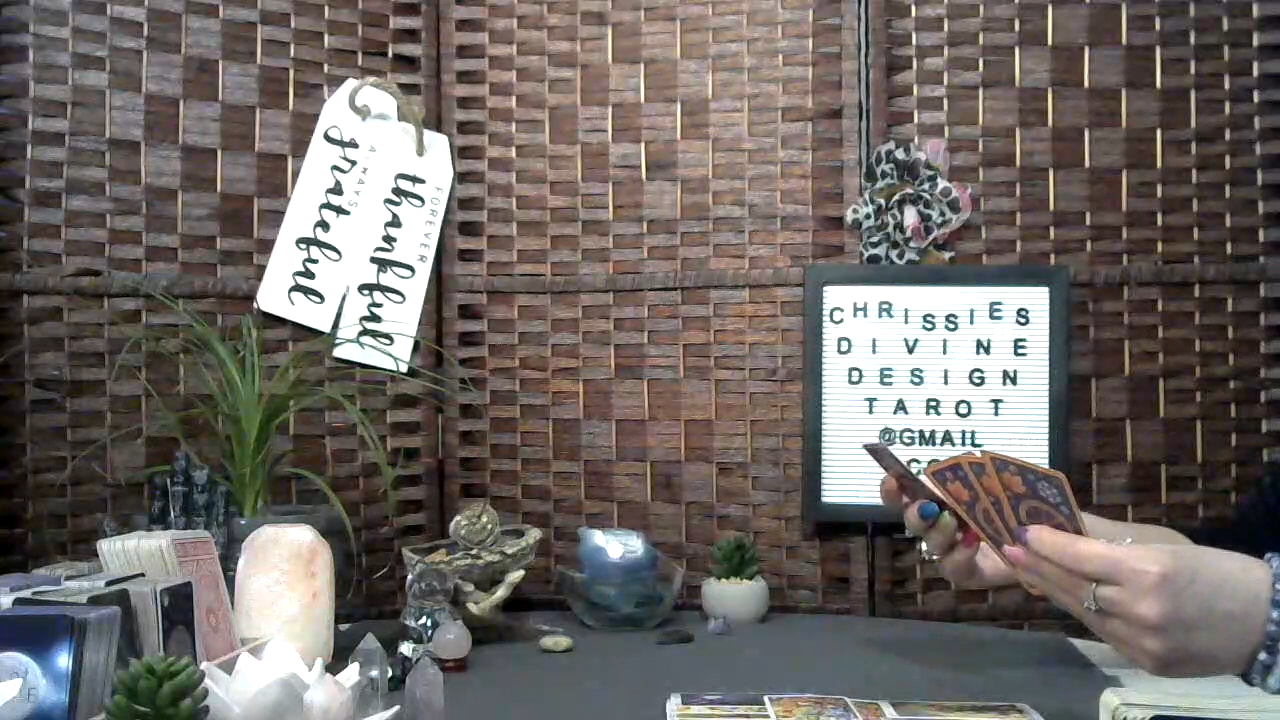 FOREVER
thankful
ALWAYS
grateful
CHRISSIES
DIVINE
DESIGN
TAROT
@GMAIL